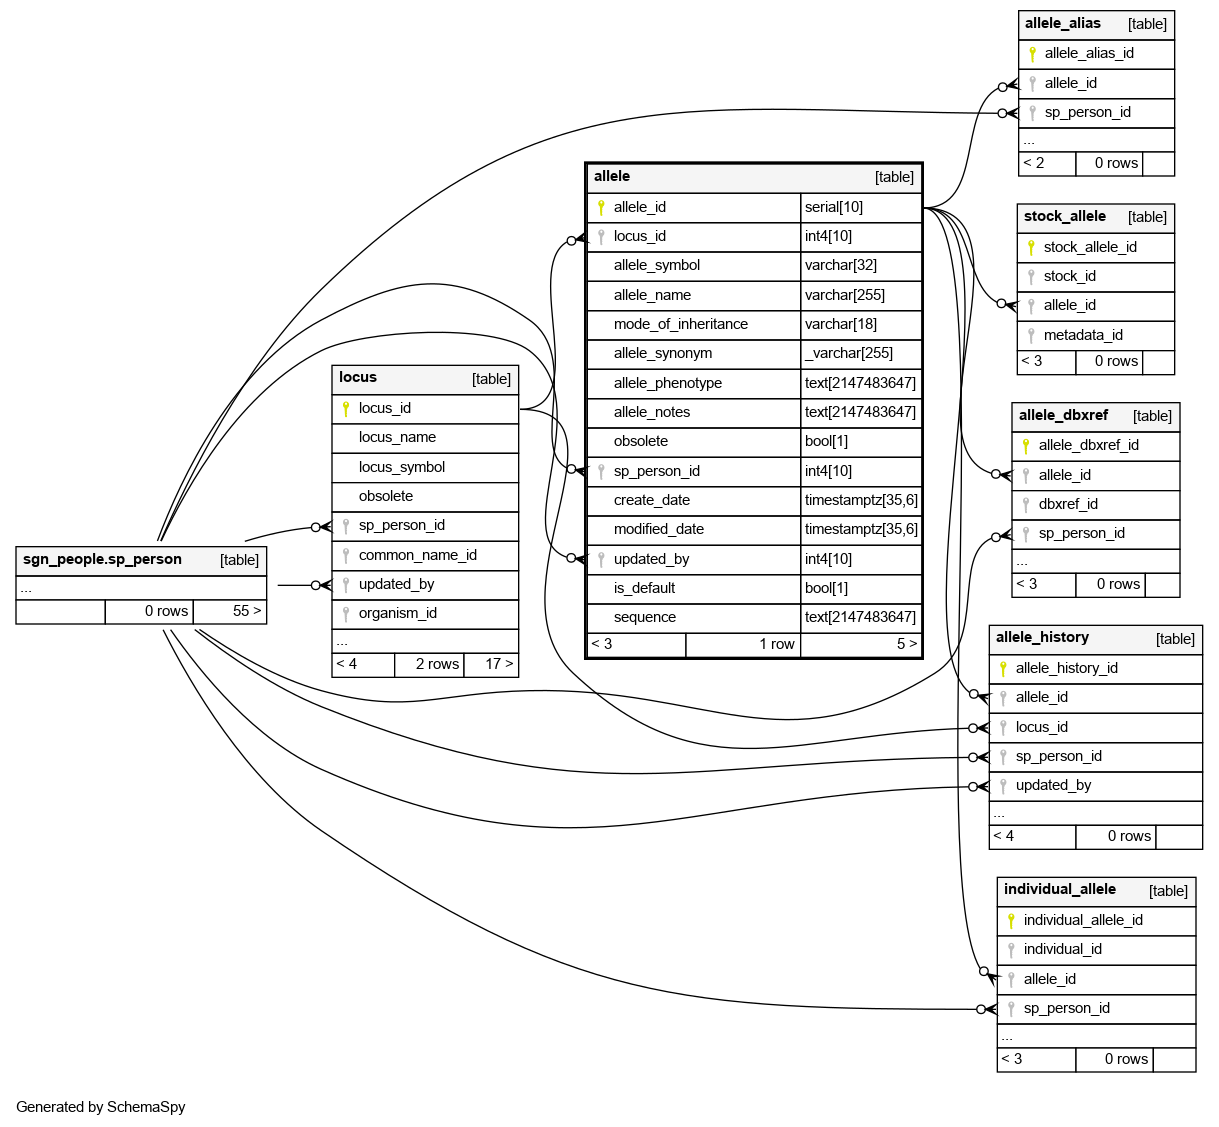 allele_alias [table]
allele_alias_id
allele_id
sp_person_id
...
< 2 0 rows
allele [table]
allele_id serial[10]
locus_id int4[10]
allele_symbol varchar[32]
allele_name varchar[255]
mode_of_inheritance varchar[18]
allele_synonym _varchar[255]
allele_phenotype text[2147483647]
allele_notes text[2147483647]
obsolete bool[1]
sp_person_id int4[10]
create_date timestamptz[35,6]
modified_date timestamptz[35,6]
updated_by int4[10]
is_default bool[1]
sequence text[2147483647]
< 3 1 row 5 >
stock_allele [table]
stock_allele_id
stock_id
allele_id
metadata_id
< 3 0 rows
locus [table]
locus_id
locus_name
locus_symbol
obsolete
sp_person_id
common_name_id
updated_by
organism_id
...
< 4 2 rows 17 >
allele_dbxref [table]
allele_dbxref_id
allele_id
dbxref_id
sp_person_id
...
< 3 0 rows
sgn_people.sp_person [table]
...
0 rows 55 >
allele_history [table]
allele_history_id
allele_id
locus_id
sp_person_id
updated_by
...
< 4 0 rows
individual_allele [table]
individual_allele_id
individual_id
allele_id
sp_person_id
...
< 3 0 rows
Generated by SchemaSpy